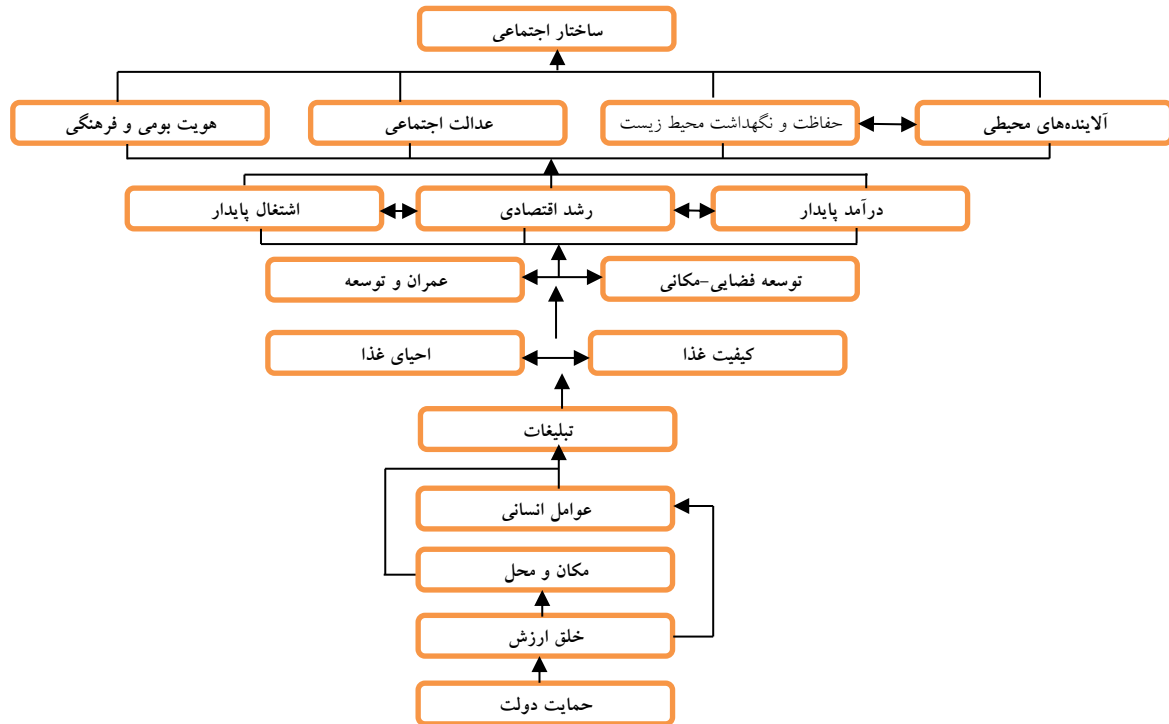 ساختار اجتماعی
آلاینده‌های محیطی
حفاظت و نگهداشت محیط زیست
عدالت اجتماعی
هویت بومی و فرهنگی
درآمد پایدار
رشد اقتصادی
اشتغال پایدار
توسعه فضایی-مکانی
عمران و توسعه
کیفیت غذا
احیای غذا
تبلیغات
عوامل انسانی
مکان و محل
خلق ارزش
حمایت دولت